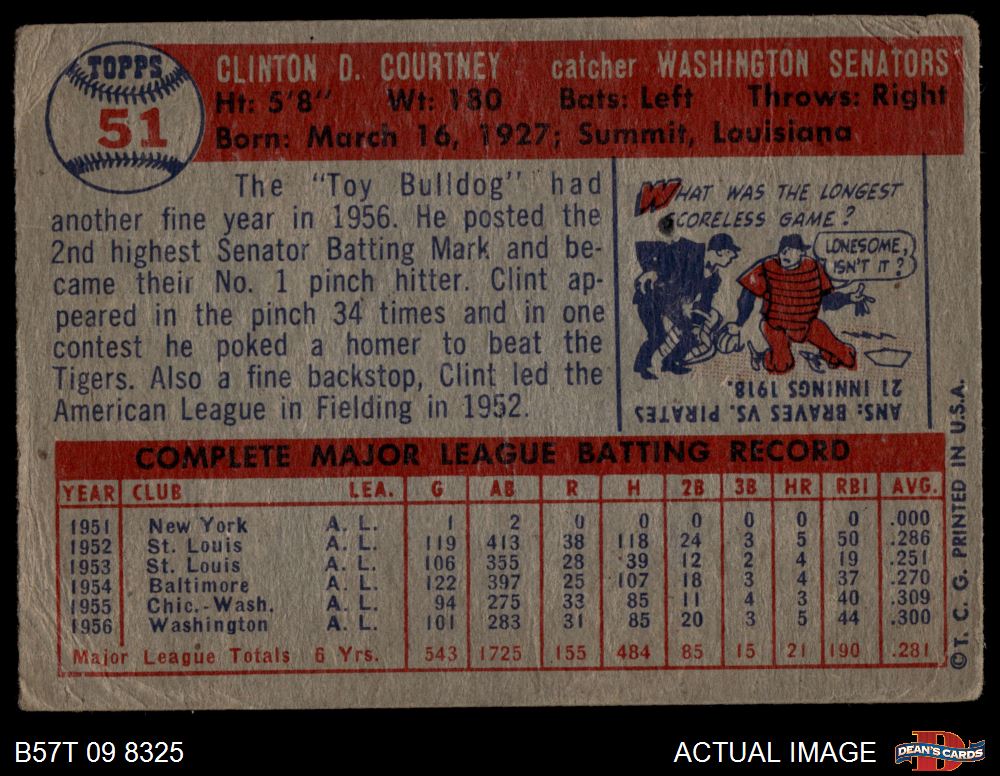 TOPPS
51
CLINTON D. COURTNEY catcher WASHINGTON SENATORS
Ht: 5'8" Wt: 180 Bats: Left Throws: Right
Born: March 16, 1927; Summit, Louisiana
The "Toy Bulldog" had
another fine year in 1956. He posted the
2nd highest Senator Batting Mark and be-
came their No. 1 pinch hitter. Clint ap-
peared in the pinch 34 times and in one
contest he poked a homer to beat the
Tigers. Also a fine backstop, Clint led the
American League in Fielding in 1952.
WHAT WAS THE LONGEST
SCORELESS GAME?
LONESOME,
ISN'T IT?
ANS: BRAVES VS. PIRATES
21 INNINGS 1918.
COMPLETE MAJOR LEAGUE BATTING RECORD
YEAR CLUB LEA. G AB R H 2B 3B HR RBI AVG.
1951 New York A. L. 1 2 0 0 0 0 0 0 .000
1952 St. Louis A. L. 119 413 38 118 24 3 5 50 .286
1953 St. Louis A. L. 106 355 28 39 12 2 4 19 .251
1954 Baltimore A. L. 122 397 25 107 18 3 4 37 .270
1955 Chic.-Wash. A. L. 94 275 33 85 11 4 3 40 .309
1956 Washington A. L. 101 283 31 85 20 3 5 44 .300
Major League Totals 6 Yrs. 543 1725 155 484 85 15 21 190 .281
© T. C. G. PRINTED IN U.S.A.
B57T 09 8325
ACTUAL IMAGE
DEAN'S CARDS